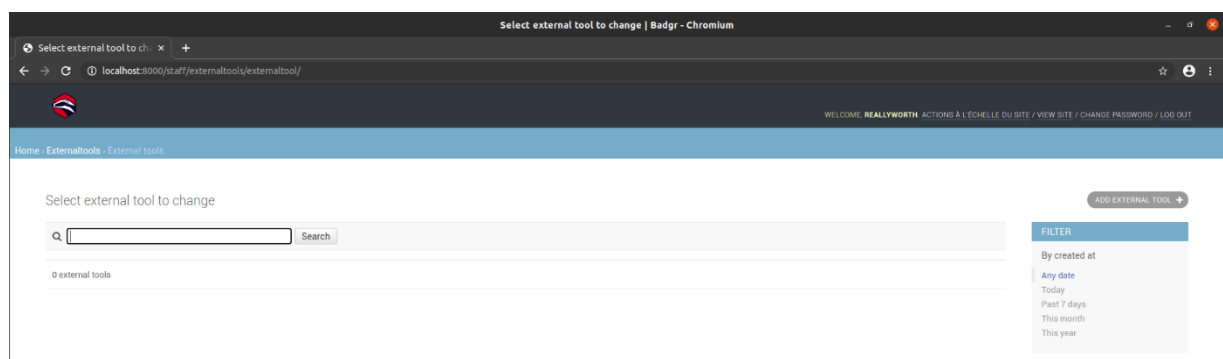 Select external tool to change | Badgr - Chromium
Select external tool to cha
localhost:8000/staff/externaltools/externaltool/
WELCOME, REALLYWORTH. ACTIONS À L'ÉCHELLE DU SITE / VIEW SITE / CHANGE PASSWORD / LOG OUT
Home › Externaltools › External tools
Select external tool to change
ADD EXTERNAL TOOL +
Search
FILTER
0 external tools
By created at
Any date
Today
Past 7 days
This month
This year